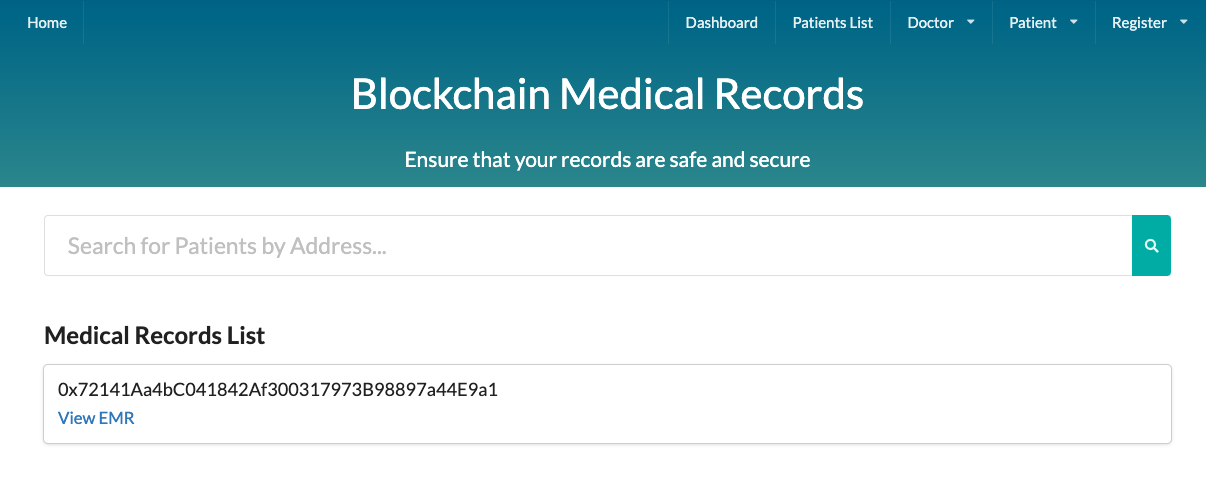 Home Dashboard Patients List Doctor Patient Register
Blockchain Medical Records
Ensure that your records are safe and secure
Search for Patients by Address...
Medical Records List
0x72141Aa4bC041842Af300317973B98897a44E9a1
View EMR